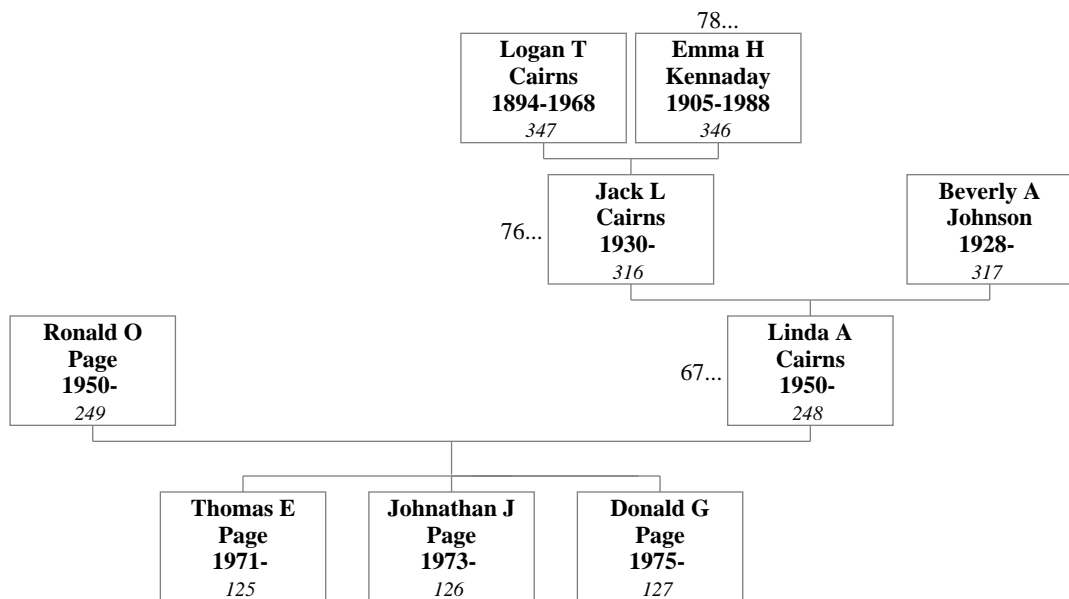 78...
Logan T
Cairns
1894-1968
347
Emma H
Kennaday
1905-1988
346
76...
Jack L
Cairns
1930-
316
Beverly A
Johnson
1928-
317
Ronald O
Page
1950-
249
67...
Linda A
Cairns
1950-
248
Thomas E
Page
1971-
125
Johnathan J
Page
1973-
126
Donald G
Page
1975-
127